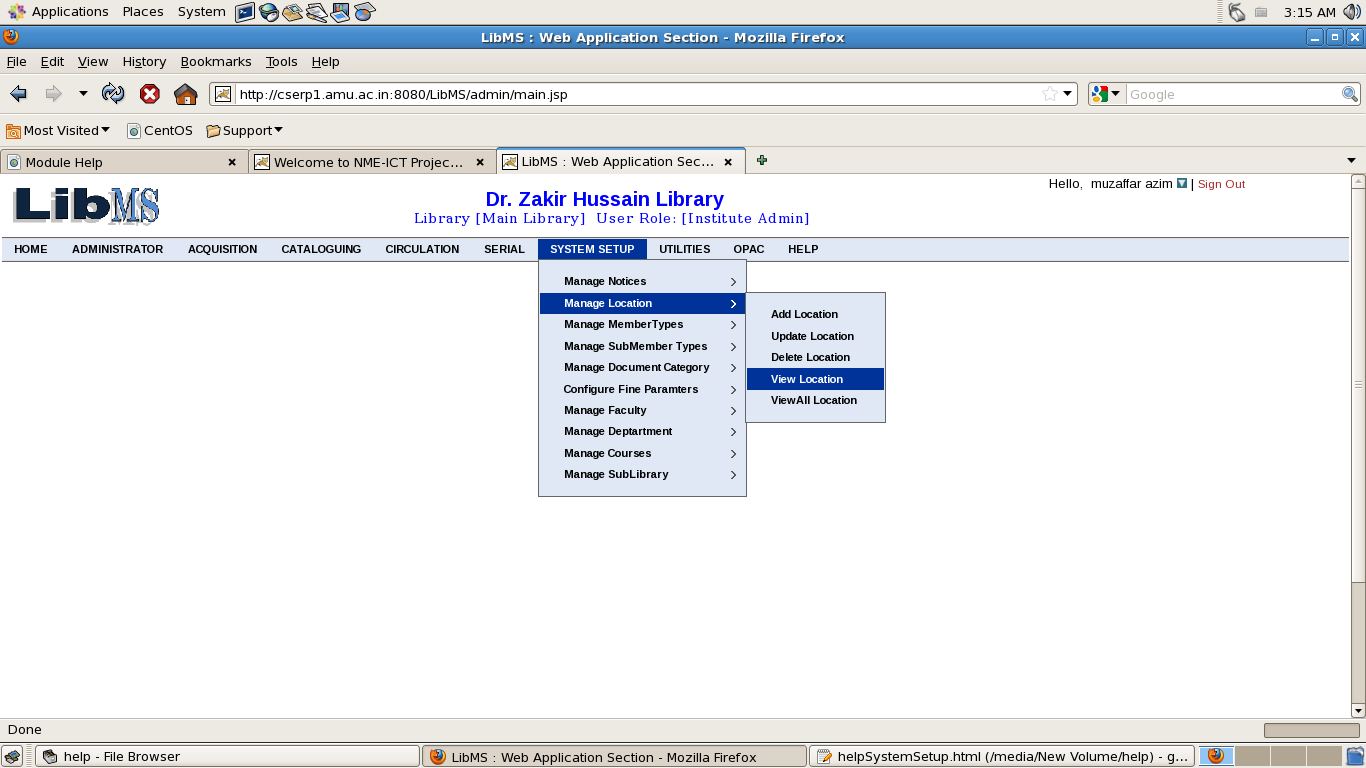 Applications Places System 3:15 AM
LibMS : Web Application Section - Mozilla Firefox
File Edit View History Bookmarks Tools Help
http://cserp1.amu.ac.in:8080/LibMS/admin/main.jsp Google
Most Visited CentOS Support
Module Help Welcome to NME-ICT Projec... LibMS : Web Application Sec...
Hello, muzaffar azim | Sign Out
LibMS
Dr. Zakir Hussain Library
Library [Main Library] User Role: [Institute Admin]
HOME ADMINISTRATOR ACQUISITION CATALOGUING CIRCULATION SERIAL SYSTEM SETUP UTILITIES OPAC HELP
Manage Notices
Manage Location
Manage MemberTypes
Manage SubMember Types
Manage Document Category
Configure Fine Paramters
Manage Faculty
Manage Deptartment
Manage Courses
Manage SubLibrary
Add Location
Update Location
Delete Location
View Location
ViewAll Location
Done
help - File Browser LibMS : Web Application Section - Mozilla Firefox helpSystemSetup.html (/media/New Volume/help) - g...